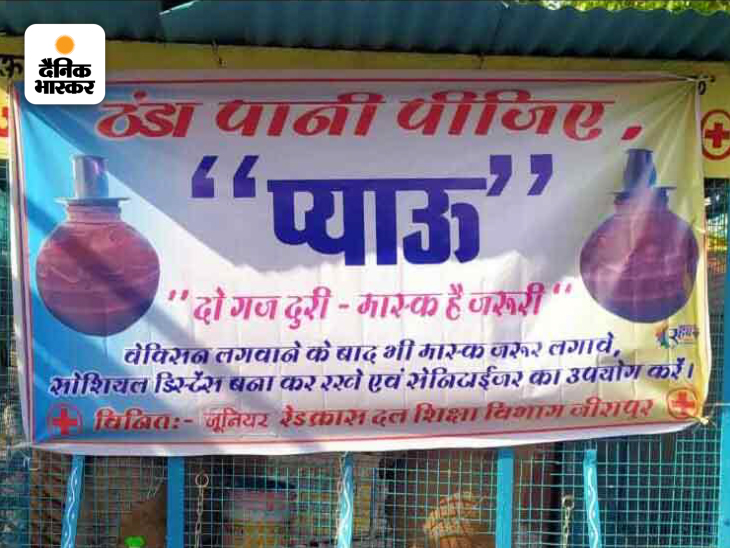 दैनिक
भास्कर
ठंडा पानी पीजिए .
“प्याऊ”
"दो गज दुरी - मास्क है जरूरी"
वेक्सिन लगवाने के बाद भी मास्क जरूर लगावे,
सोशियल डिस्टेंस बना कर रखे एवं सेनिटाईजर का उपयोग करें।
विनित:- जूनियर रेडक्रास दल शिक्षा विभाग जीरापुर